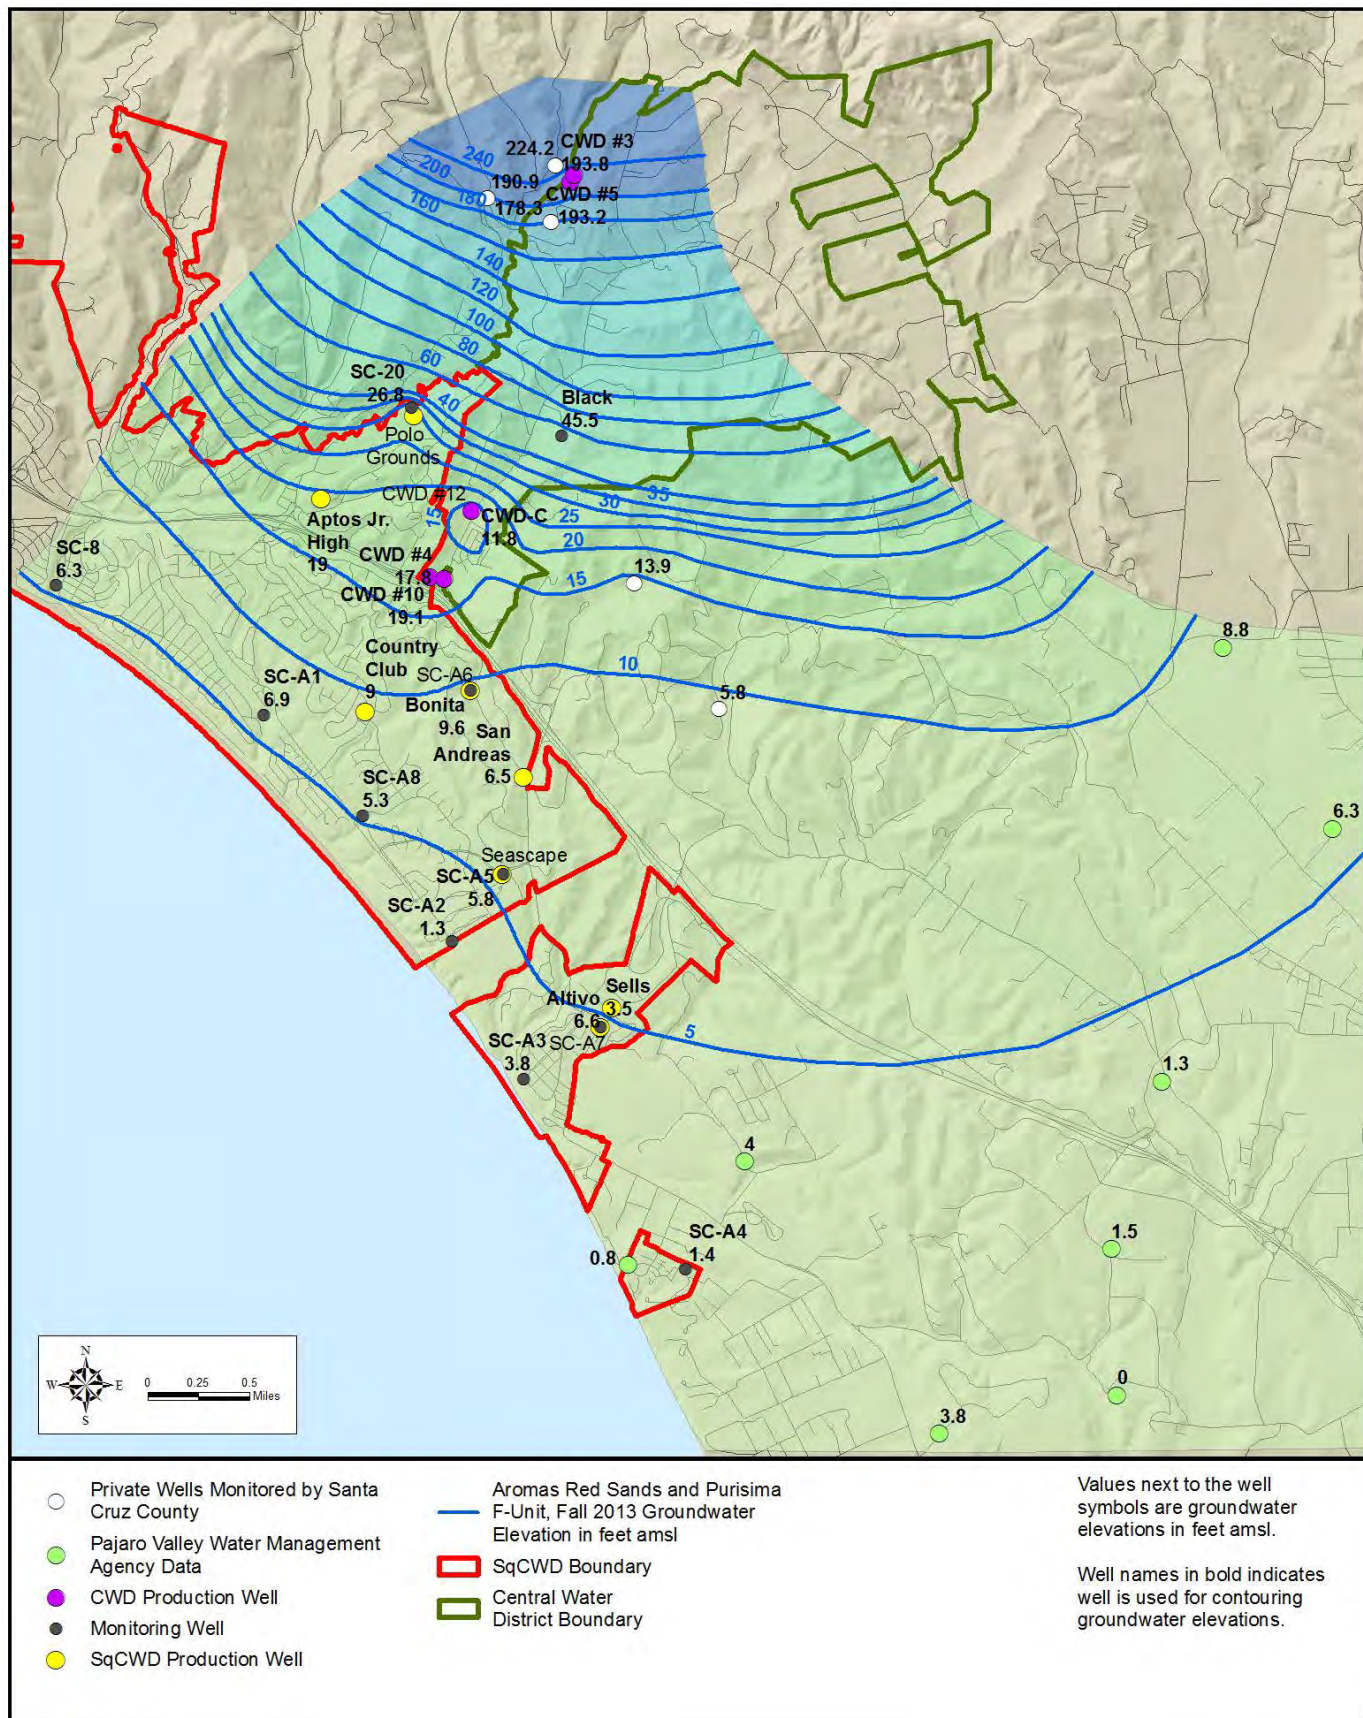 224.2
CWD #3
193.8
240
200
190.9
180
CWD #5
160
178.3
193.2
140
120
100
80
60
SC-20
26.8
40
Black
45.5
Polo
Grounds
35
30
CWD #12
15
CWD-C
11.8
25
20
Aptos Jr.
High
19
CWD #4
17.8
13.9
15
SC-8
6.3
CWD #10
19.1
8.8
Country
Club
9
SC-A6
10
SC-A1
6.9
5.8
Bonita
9.6
San
Andreas
6.5
SC-A8
5.3
6.3
Seascape
SC-A5
5.8
SC-A2
1.3
Sells
3.5
Altivo
6.6
SC-A7
5
SC-A3
3.8
1.3
4
SC-A4
1.4
0.8
1.5
0
3.8
N
W E
S
0 0.25 0.5
Miles
Private Wells Monitored by Santa
Cruz County
Pajaro Valley Water Management
Agency Data
CWD Production Well
Monitoring Well
SqCWD Production Well
Aromas Red Sands and Purisima
F-Unit, Fall 2013 Groundwater
Elevation in feet amsl
SqCWD Boundary
Central Water
District Boundary
Values next to the well
symbols are groundwater
elevations in feet amsl.
Well names in bold indicates
well is used for contouring
groundwater elevations.